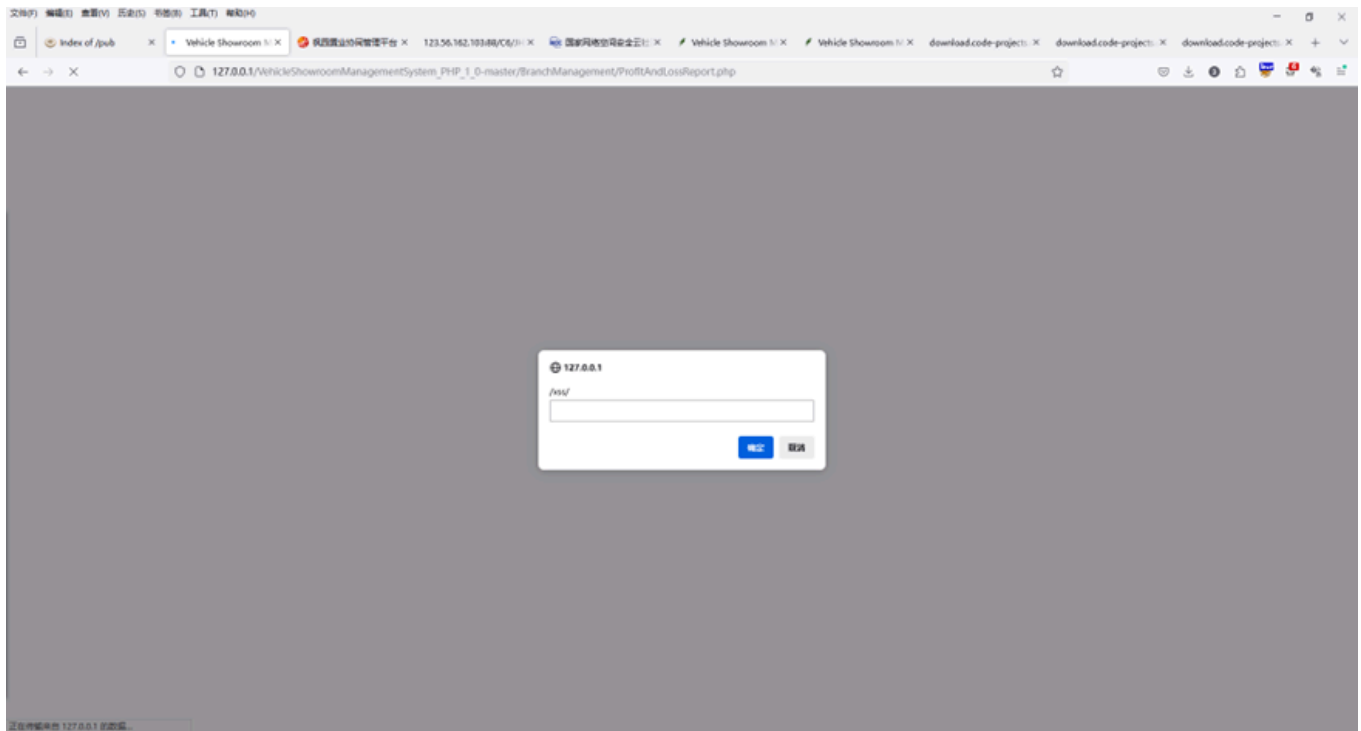 文件(F) 编辑(E) 查看(V) 历史(S) 书签(B) 工具(T) 帮助(H)
Index of /pub Vehicle Showroom 123.56.162.103:88/C6/ Vehicle Showroom Vehicle Showroom download.code-projects. download.code-projects. download.code-projects.
127.0.0.1/VehicleShowroomManagementSystem_PHP_1_0-master/BranchManagement/ProfitAndLossReport.php
127.0.0.1
/xss/
确定 取消
正在传输来自 127.0.0.1 的数据...